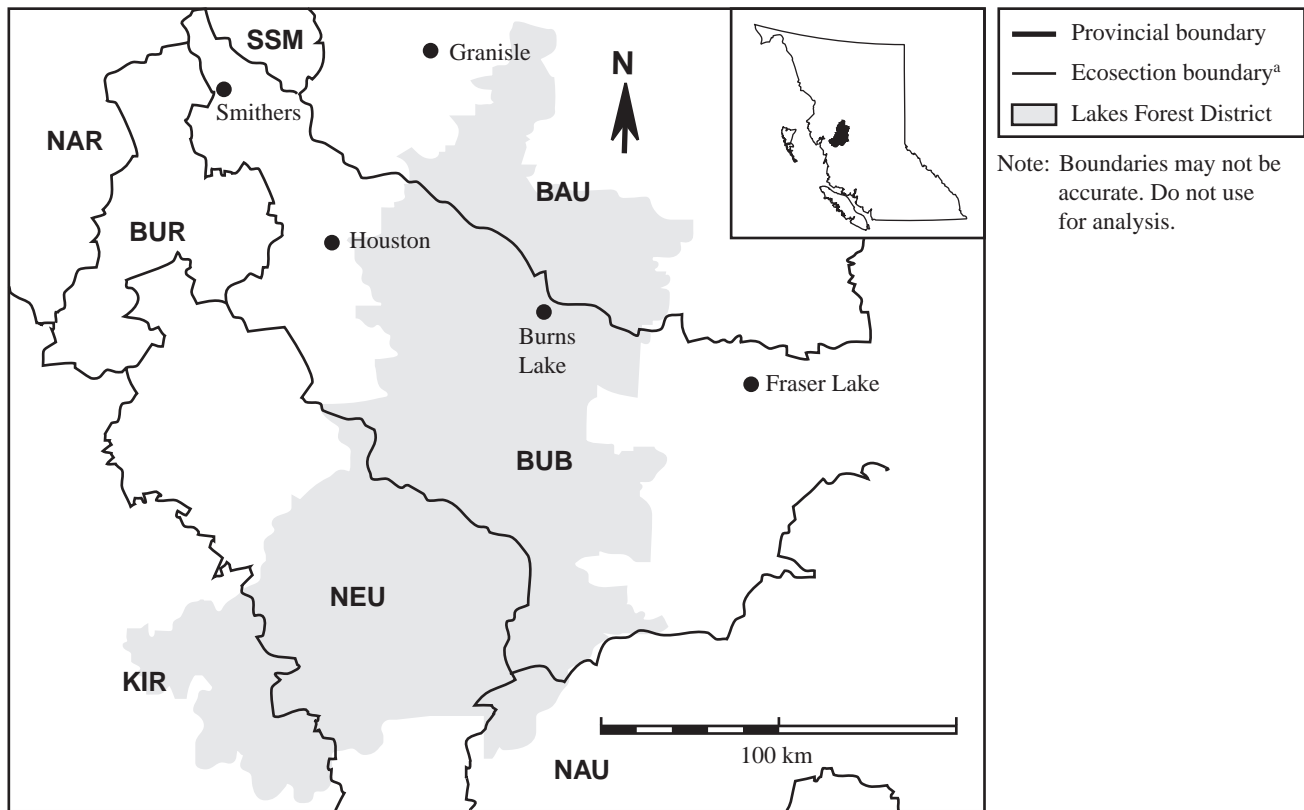 SSM
Granisle
N
Smithers
NAR
BAU
BUR
Houston
Burns
Lake
Fraser Lake
BUB
NEU
KIR
100 km
NAU
Provincial boundary
Ecosection boundaryᵃ
Lakes Forest District
Note: Boundaries may not be
accurate. Do not use
for analysis.